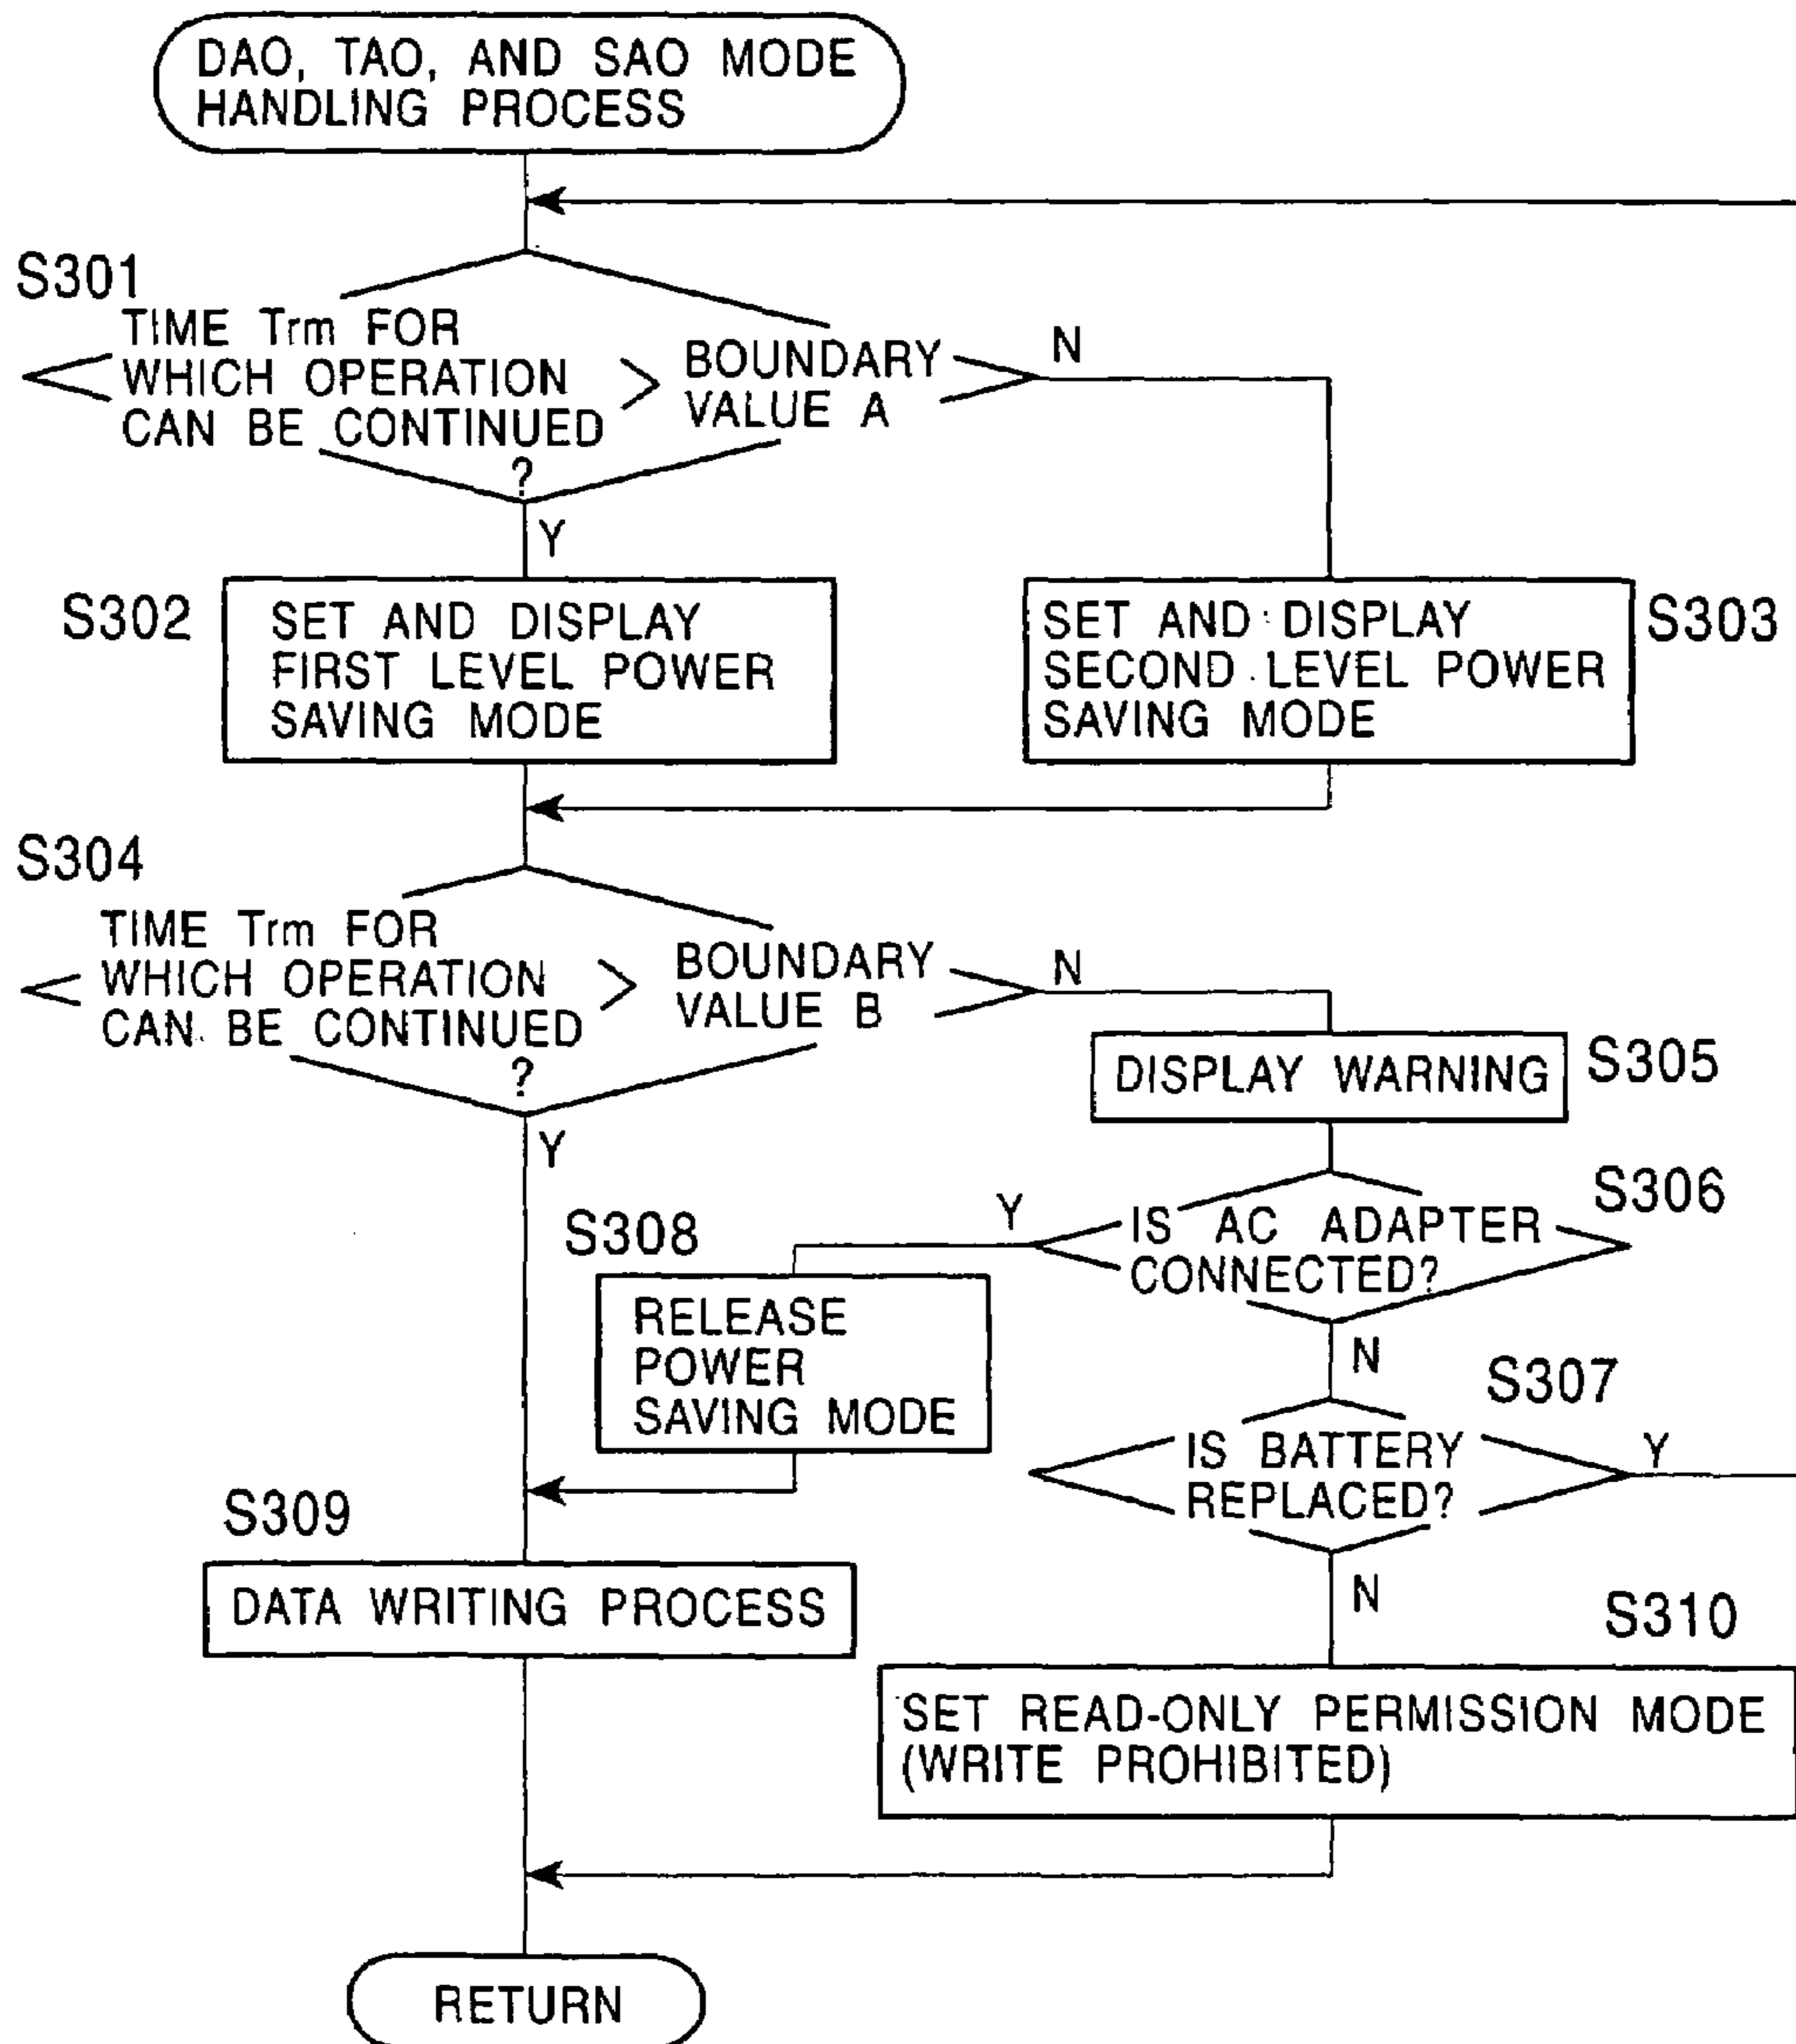 DAO, TAO, AND SAO MODE
HANDLING PROCESS
S301
TIME Trm FOR
WHICH OPERATION
CAN BE CONTINUED
>
BOUNDARY
VALUE A
?
N
Y
S302
SET AND DISPLAY
FIRST LEVEL POWER
SAVING MODE
SET AND DISPLAY
SECOND LEVEL POWER
SAVING MODE
S303
S304
TIME Trm FOR
WHICH OPERATION
CAN BE CONTINUED
>
BOUNDARY
VALUE B
?
N
Y
DISPLAY WARNING
S305
S306
IS AC ADAPTER
CONNECTED?
Y
N
S308
RELEASE
POWER
SAVING MODE
S307
IS BATTERY
REPLACED?
Y
N
S309
DATA WRITING PROCESS
S310
SET READ-ONLY PERMISSION MODE
(WRITE PROHIBITED)
RETURN